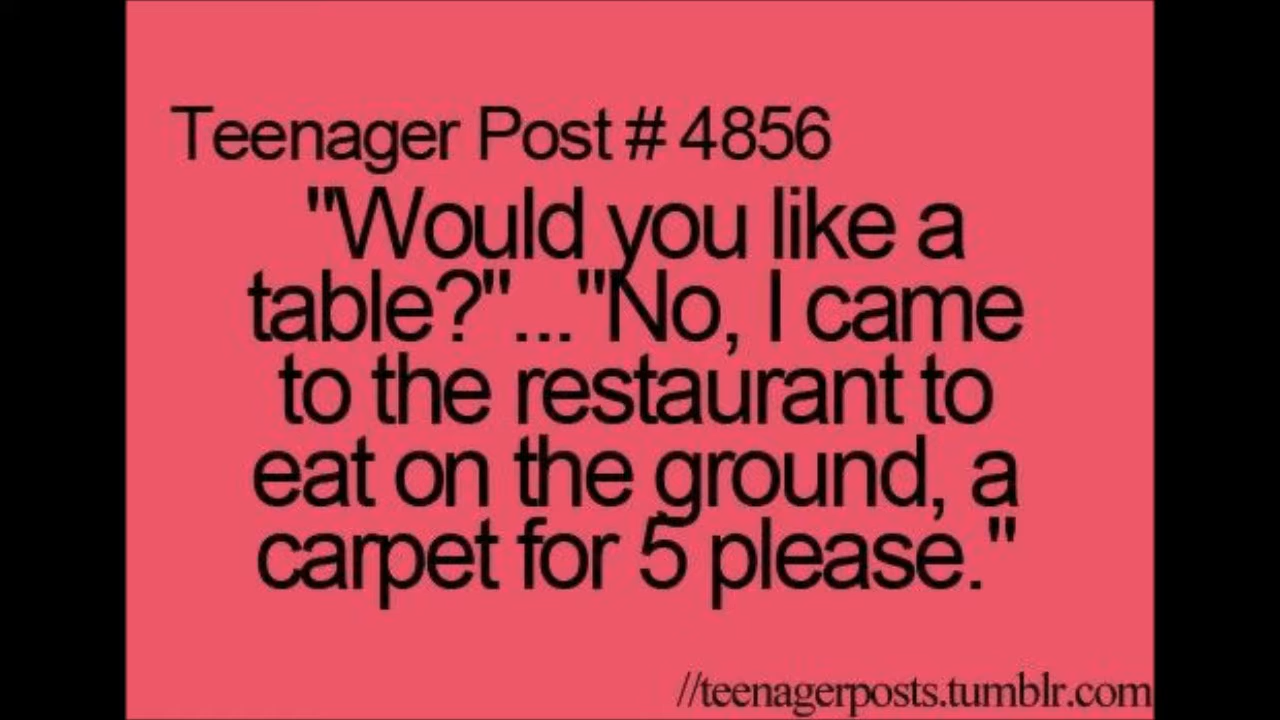 Teenager Post # 4856
"Would you like a
table?"... "No, I came
to the restaurant to
eat on the ground, a
carpet for 5 please."
//teenagerposts.tumblr.com